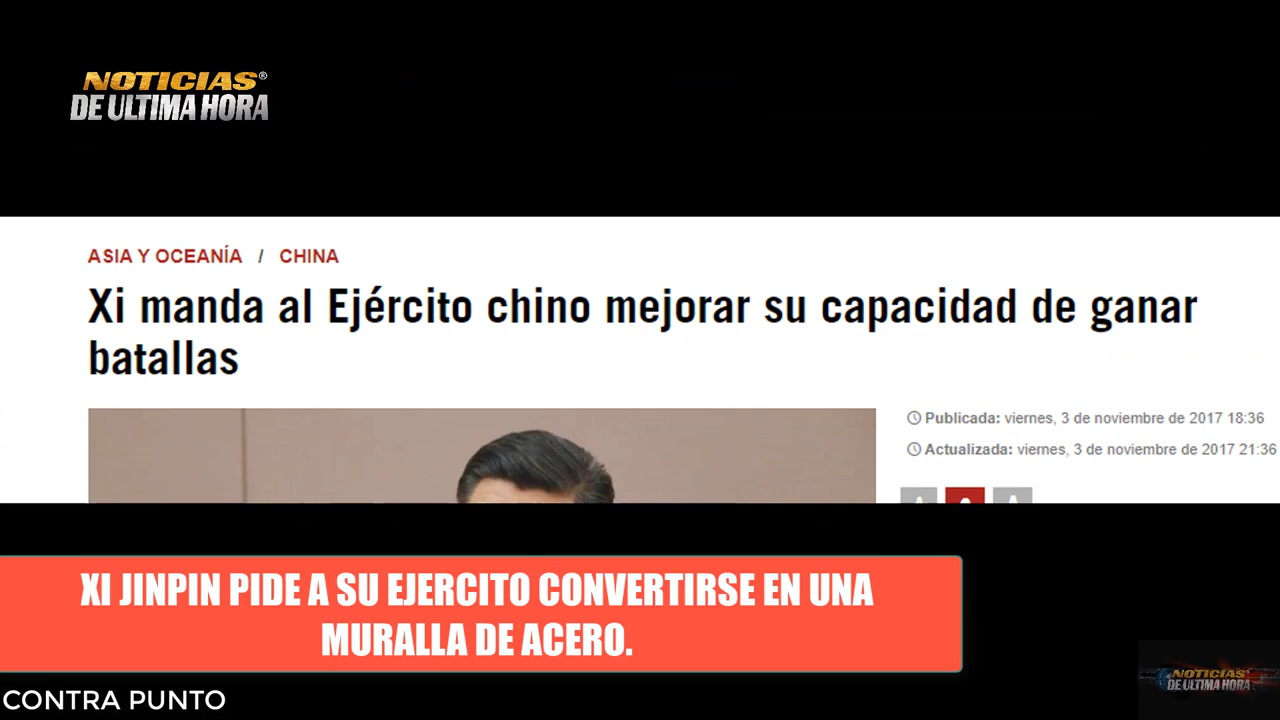 NOTICIAS®
DE ULTIMA HORA
ASIA Y OCEANÍA / CHINA
Xi manda al Ejército chino mejorar su capacidad de ganar
batallas
Publicada: viernes, 3 de noviembre de 2017 18:36
Actualizada: viernes, 3 de noviembre de 2017 21:36
XI JINPIN PIDE A SU EJERCITO CONVERTIRSE EN UNA
MURALLA DE ACERO.
CONTRA PUNTO
NOTICIAS
DE ULTIMA HORA